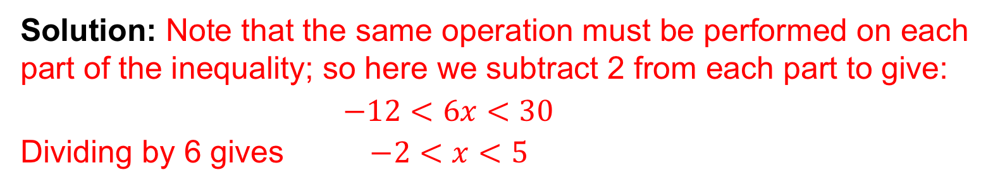 Solution: Note that the same operation must be performed on each
part of the inequality; so here we subtract 2 from each part to give:
−12 < 6x < 30
Dividing by 6 gives −2 < x < 5